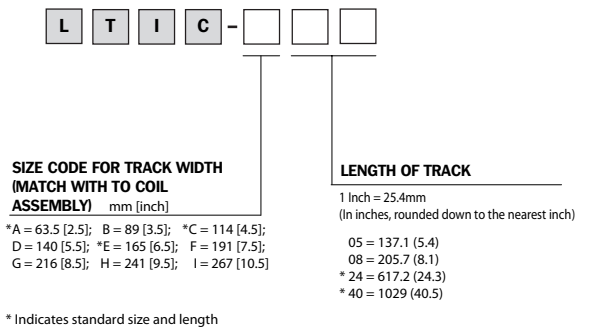 L T I C -
SIZE CODE FOR TRACK WIDTH
(MATCH WITH TO COIL
ASSEMBLY) mm [inch]
*A = 63.5 [2.5]; B = 89 [3.5]; *C = 114 [4.5];
D = 140 [5.5]; *E = 165 [6.5]; F = 191 [7.5];
G = 216 [8.5]; H = 241 [9.5]; I = 267 [10.5]
LENGTH OF TRACK
1 Inch = 25.4mm
(In inches, rounded down to the nearest inch)
05 = 137.1 (5.4)
08 = 205.7 (8.1)
* 24 = 617.2 (24.3)
* 40 = 1029 (40.5)
* Indicates standard size and length